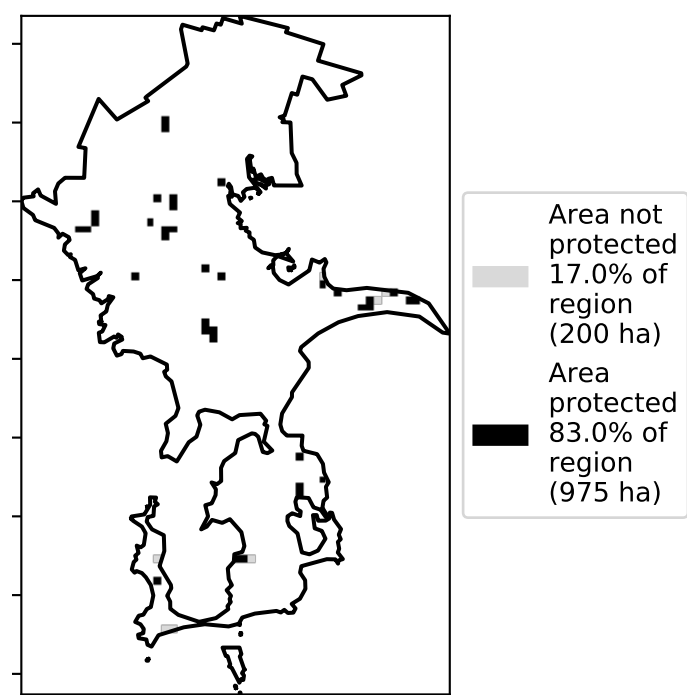 Area not
protected
17.0% of
region
(200 ha)
Area
protected
83.0% of
region
(975 ha)